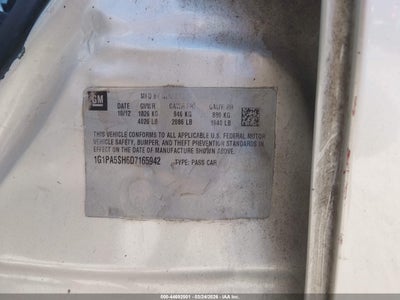 MFD BY
GM
DATE GVWR GAWR FR GAWR RR
10/12 1826 KG 946 KG 880 KG
4026 LB 2086 LB 1940 LB
THIS VEHICLE CONFORMS TO ALL APPLICABLE U.S. FEDERAL MOTOR
VEHICLE SAFETY, BUMPER, AND THEFT PREVENTION STANDARDS IN
EFFECT ON THE DATE OF MANUFACTURE SHOWN ABOVE.
1G1PA5SH6D7165942 TYPE: PASS CAR
500-44692001 - 03/24/2026 - IAA Inc.